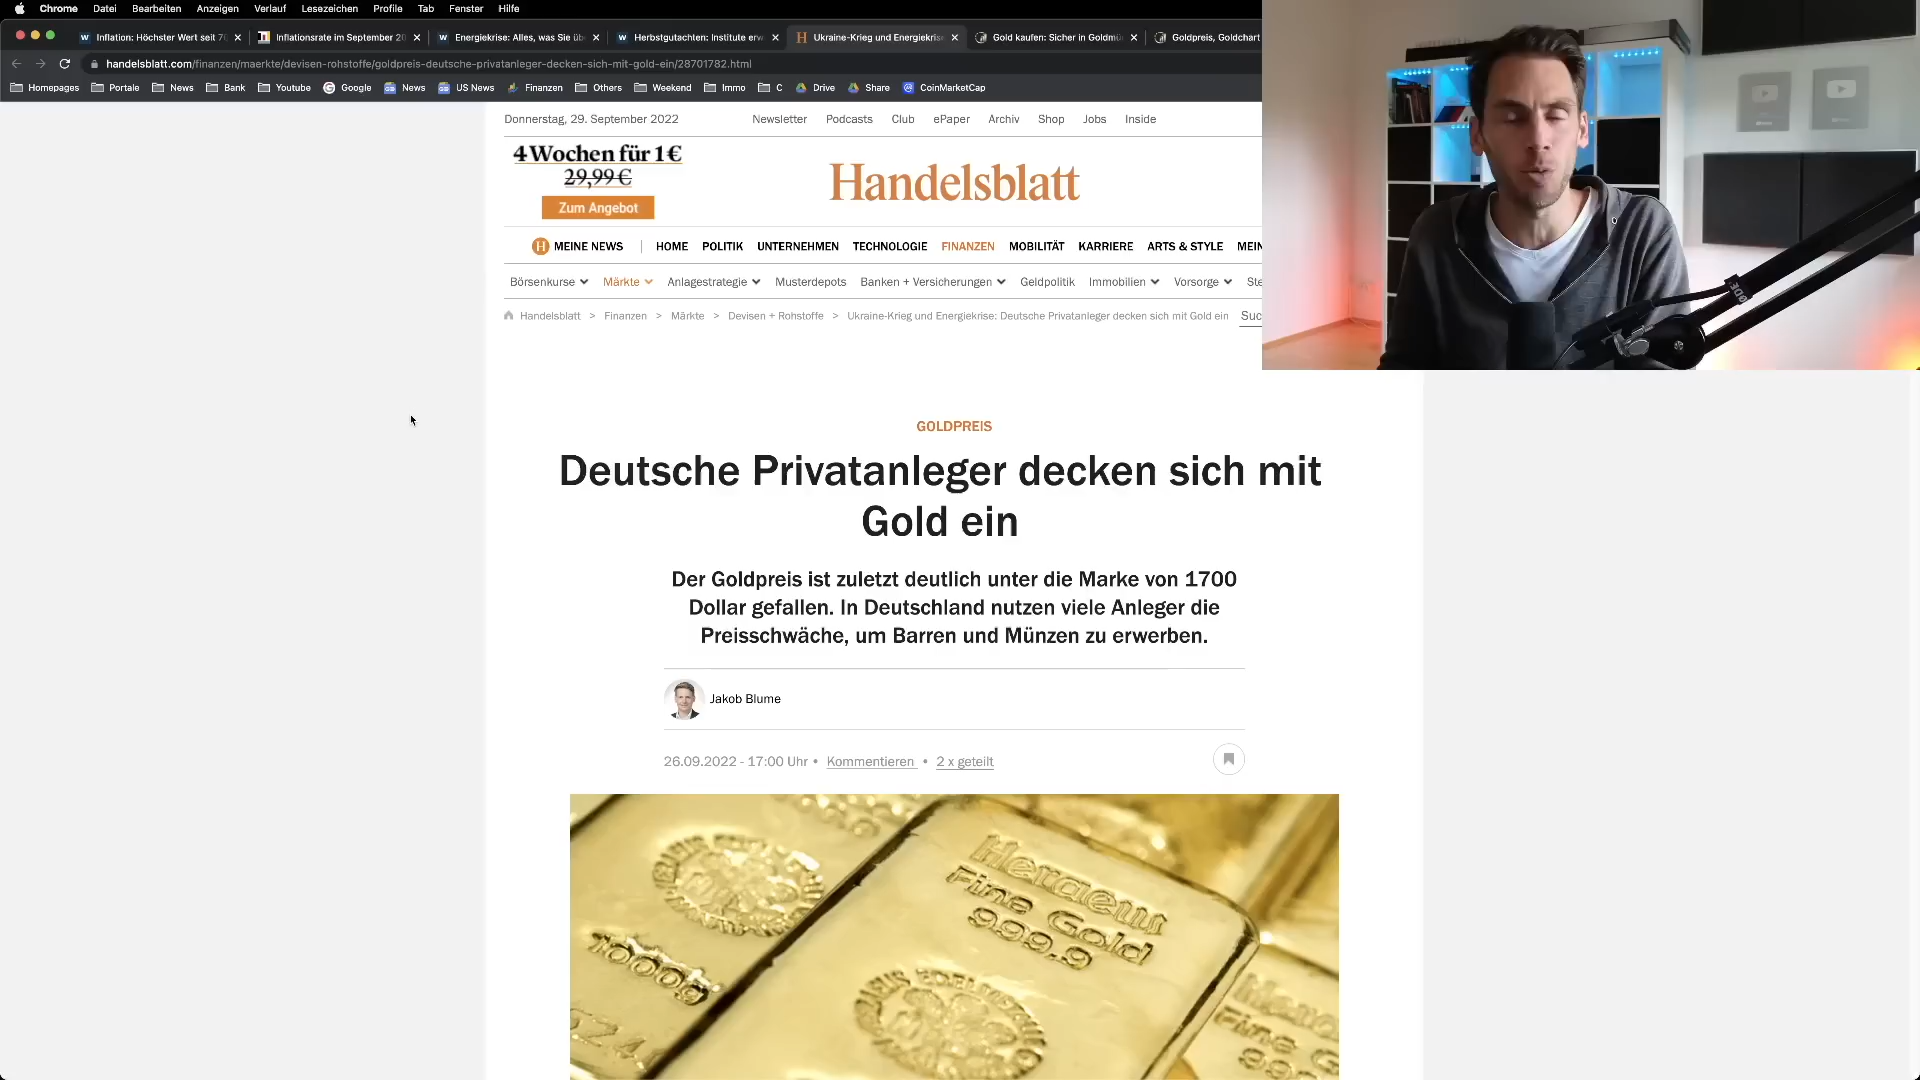 Chrome Datei Bearbeiten Anzeigen Verlauf Lesezeichen Profile Tab Fenster Hilfe
Inflation: Höchster Wert seit Inflationsrate im September 20 Energiekrise: Alles, was Sie Herbstgutachten: Institute Ukraine-Krieg und Energiekrise Gold kaufen: Sicher in Goldmü Goldpreis, Goldchart
handelsblatt.com/finanzen/maerkte/devisen-rohstoffe/goldpreis-deutsche-privatanleger-decken-sich-mit-gold-ein/28701782.html
Homepages Portale News Bank Youtube Google News US News Finanzen Others Weekend Immo C Drive Share CoinMarketCap
Donnerstag, 29. September 2022 Newsletter Podcasts Club ePaper Archiv Shop Jobs Inside
4 Wochen für 1 €
29,99 €
Zum Angebot
Handelsblatt
H MEINE NEWS HOME POLITIK UNTERNEHMEN TECHNOLOGIE FINANZEN MOBILITÄT KARRIERE ARTS & STYLE MEIN
Börsenkurse Märkte Anlagestrategie Musterdepots Banken + Versicherungen Geldpolitik Immobilien Vorsorge Ste
Handelsblatt > Finanzen > Märkte > Devisen + Rohstoffe > Ukraine-Krieg und Energiekrise: Deutsche Privatanleger decken sich mit Gold ein Suc
RØDE
GOLDPREIS
Deutsche Privatanleger decken sich mit
Gold ein
Der Goldpreis ist zuletzt deutlich unter die Marke von 1700
Dollar gefallen. In Deutschland nutzen viele Anleger die
Preisschwäche, um Barren und Münzen zu erwerben.
Jakob Blume
26.09.2022 - 17:00 Uhr • Kommentieren • 2 x geteilt
Heraeus
Fine Gold
999.9
1000g